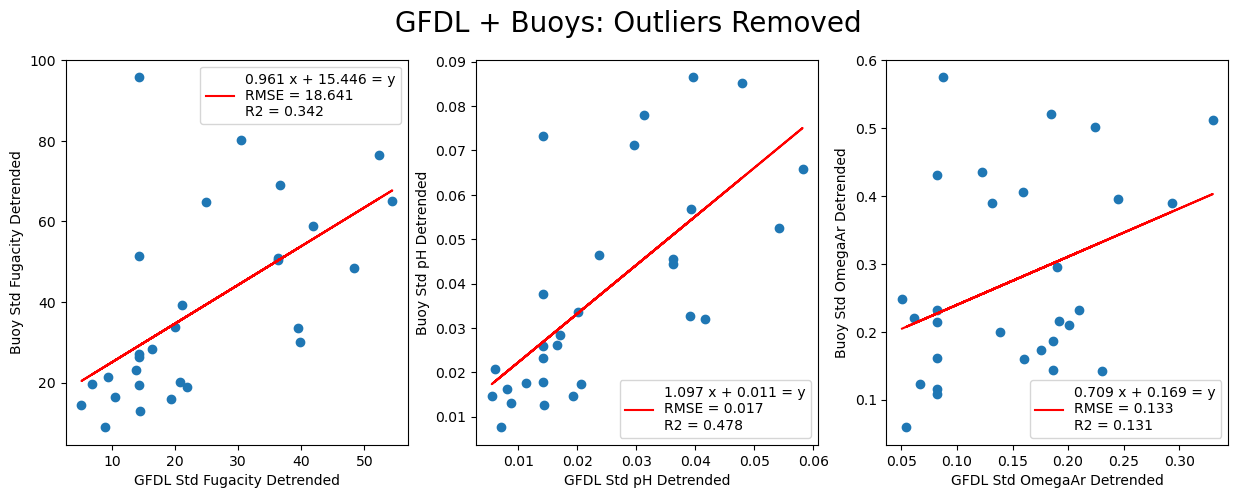 GFDL + Buoys: Outliers Removed
Buoy Std Fugacity Detrended
100
80
60
40
20
0.961 x + 15.446 = y
RMSE = 18.641
R2 = 0.342
10 20 30 40 50
GFDL Std Fugacity Detrended
Buoy Std pH Detrended
0.09
0.08
0.07
0.06
0.05
0.04
0.03
0.02
0.01
1.097 x + 0.011 = y
RMSE = 0.017
R2 = 0.478
0.01 0.02 0.03 0.04 0.05 0.06
GFDL Std pH Detrended
Buoy Std OmegaAr Detrended
0.6
0.5
0.4
0.3
0.2
0.1
0.709 x + 0.169 = y
RMSE = 0.133
R2 = 0.131
0.05 0.10 0.15 0.20 0.25 0.30
GFDL Std OmegaAr Detrended